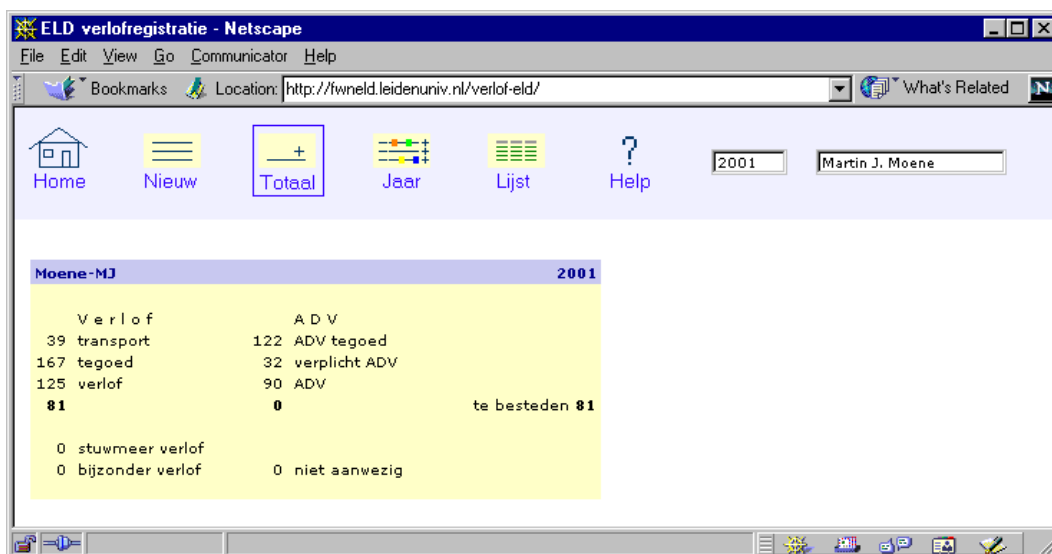 ELD verlofregistratie - Netscape
File Edit View Go Communicator Help
Bookmarks Location: http://fwneld.leidenuniv.nl/verlof-eld/ What's Related N
Home Nieuw Totaal Jaar Lijst Help 2001 Martin J. Moene
Moene-MJ 2001
Verlof ADV
39 transport 122 ADV tegoed
167 tegoed 32 verplicht ADV
125 verlof 90 ADV
81 0 te besteden 81
0 stuwmeer verlof
0 bijzonder verlof 0 niet aanwezig